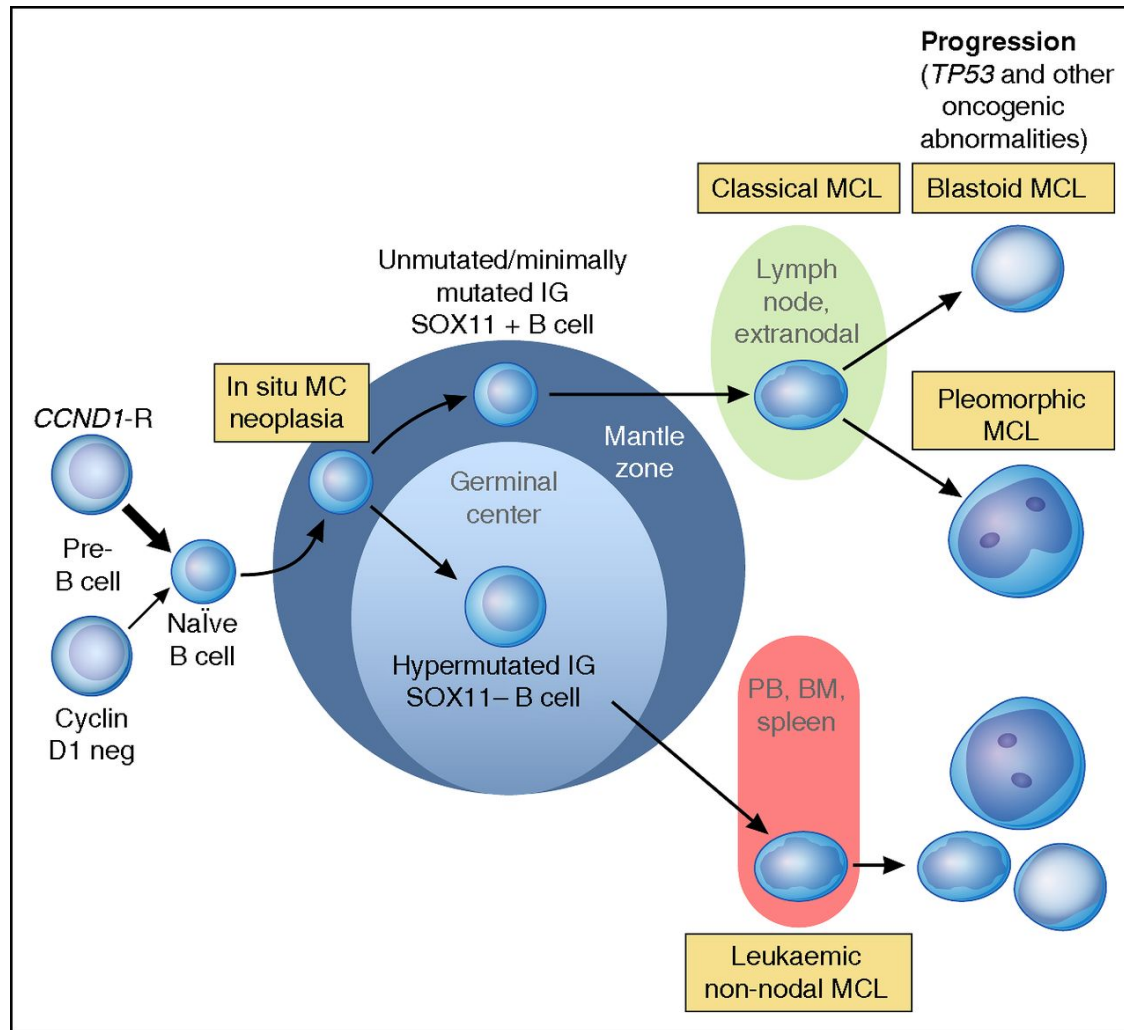 Progression
(TP53 and other
oncogenic
abnormalities)
Classical MCL
Blastoid MCL
Lymph
node,
extranodal
Unmutated/minimally
mutated IG
SOX11 + B cell
In situ MC
neoplasia
CCND1-R
Mantle
zone
Pleomorphic
MCL
Germinal
center
Pre-
B cell
NaÏve
B cell
Cyclin
D1 neg
Hypermutated IG
SOX11– B cell
PB, BM,
spleen
Leukaemic
non-nodal MCL